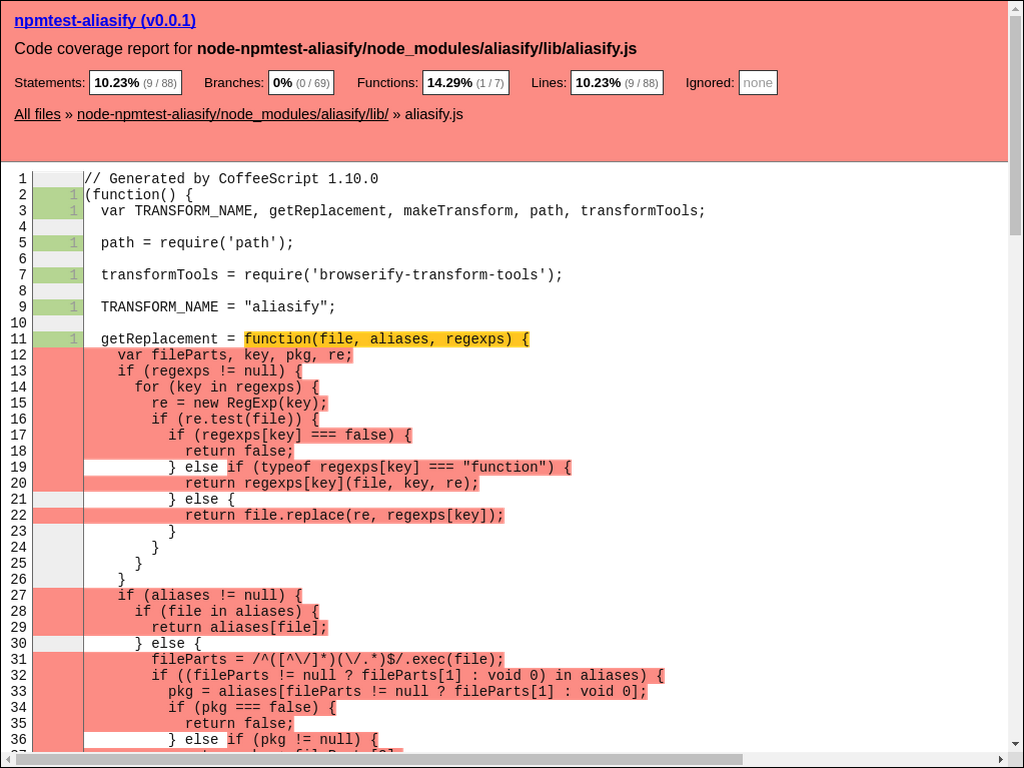 npmtest-aliasify (v0.0.1)
Code coverage report for node-npmtest-aliasify/node_modules/aliasify/lib/aliasify.js
Statements: 10.23% (9 / 88) Branches: 0% (0 / 69) Functions: 14.29% (1 / 7) Lines: 10.23% (9 / 88) Ignored: none
All files » node-npmtest-aliasify/node_modules/aliasify/lib/ » aliasify.js
1 // Generated by CoffeeScript 1.10.0
2 1 (function() {
3 1 var TRANSFORM_NAME, getReplacement, makeTransform, path, transformTools;
4
5 1 path = require('path');
6
7 1 transformTools = require('browserify-transform-tools');
8
9 1 TRANSFORM_NAME = "aliasify";
10
11 1 getReplacement = function(file, aliases, regexps) {
12 var fileParts, key, pkg, re;
13 if (regexps != null) {
14 for (key in regexps) {
15 re = new RegExp(key);
16 if (re.test(file)) {
17 if (regexps[key] === false) {
18 return false;
19 } else if (typeof regexps[key] === "function") {
20 return regexps[key](file, key, re);
21 } else {
22 return file.replace(re, regexps[key]);
23 }
24 }
25 }
26 }
27 if (aliases != null) {
28 if (file in aliases) {
29 return aliases[file];
30 } else {
31 fileParts = /^([^\/]*)(\/.*)$/.exec(file);
32 if ((fileParts != null ? fileParts[1] : void 0) in aliases) {
33 pkg = aliases[fileParts != null ? fileParts[1] : void 0];
34 if (pkg === false) {
35 return false;
36 } else if (pkg != null) {